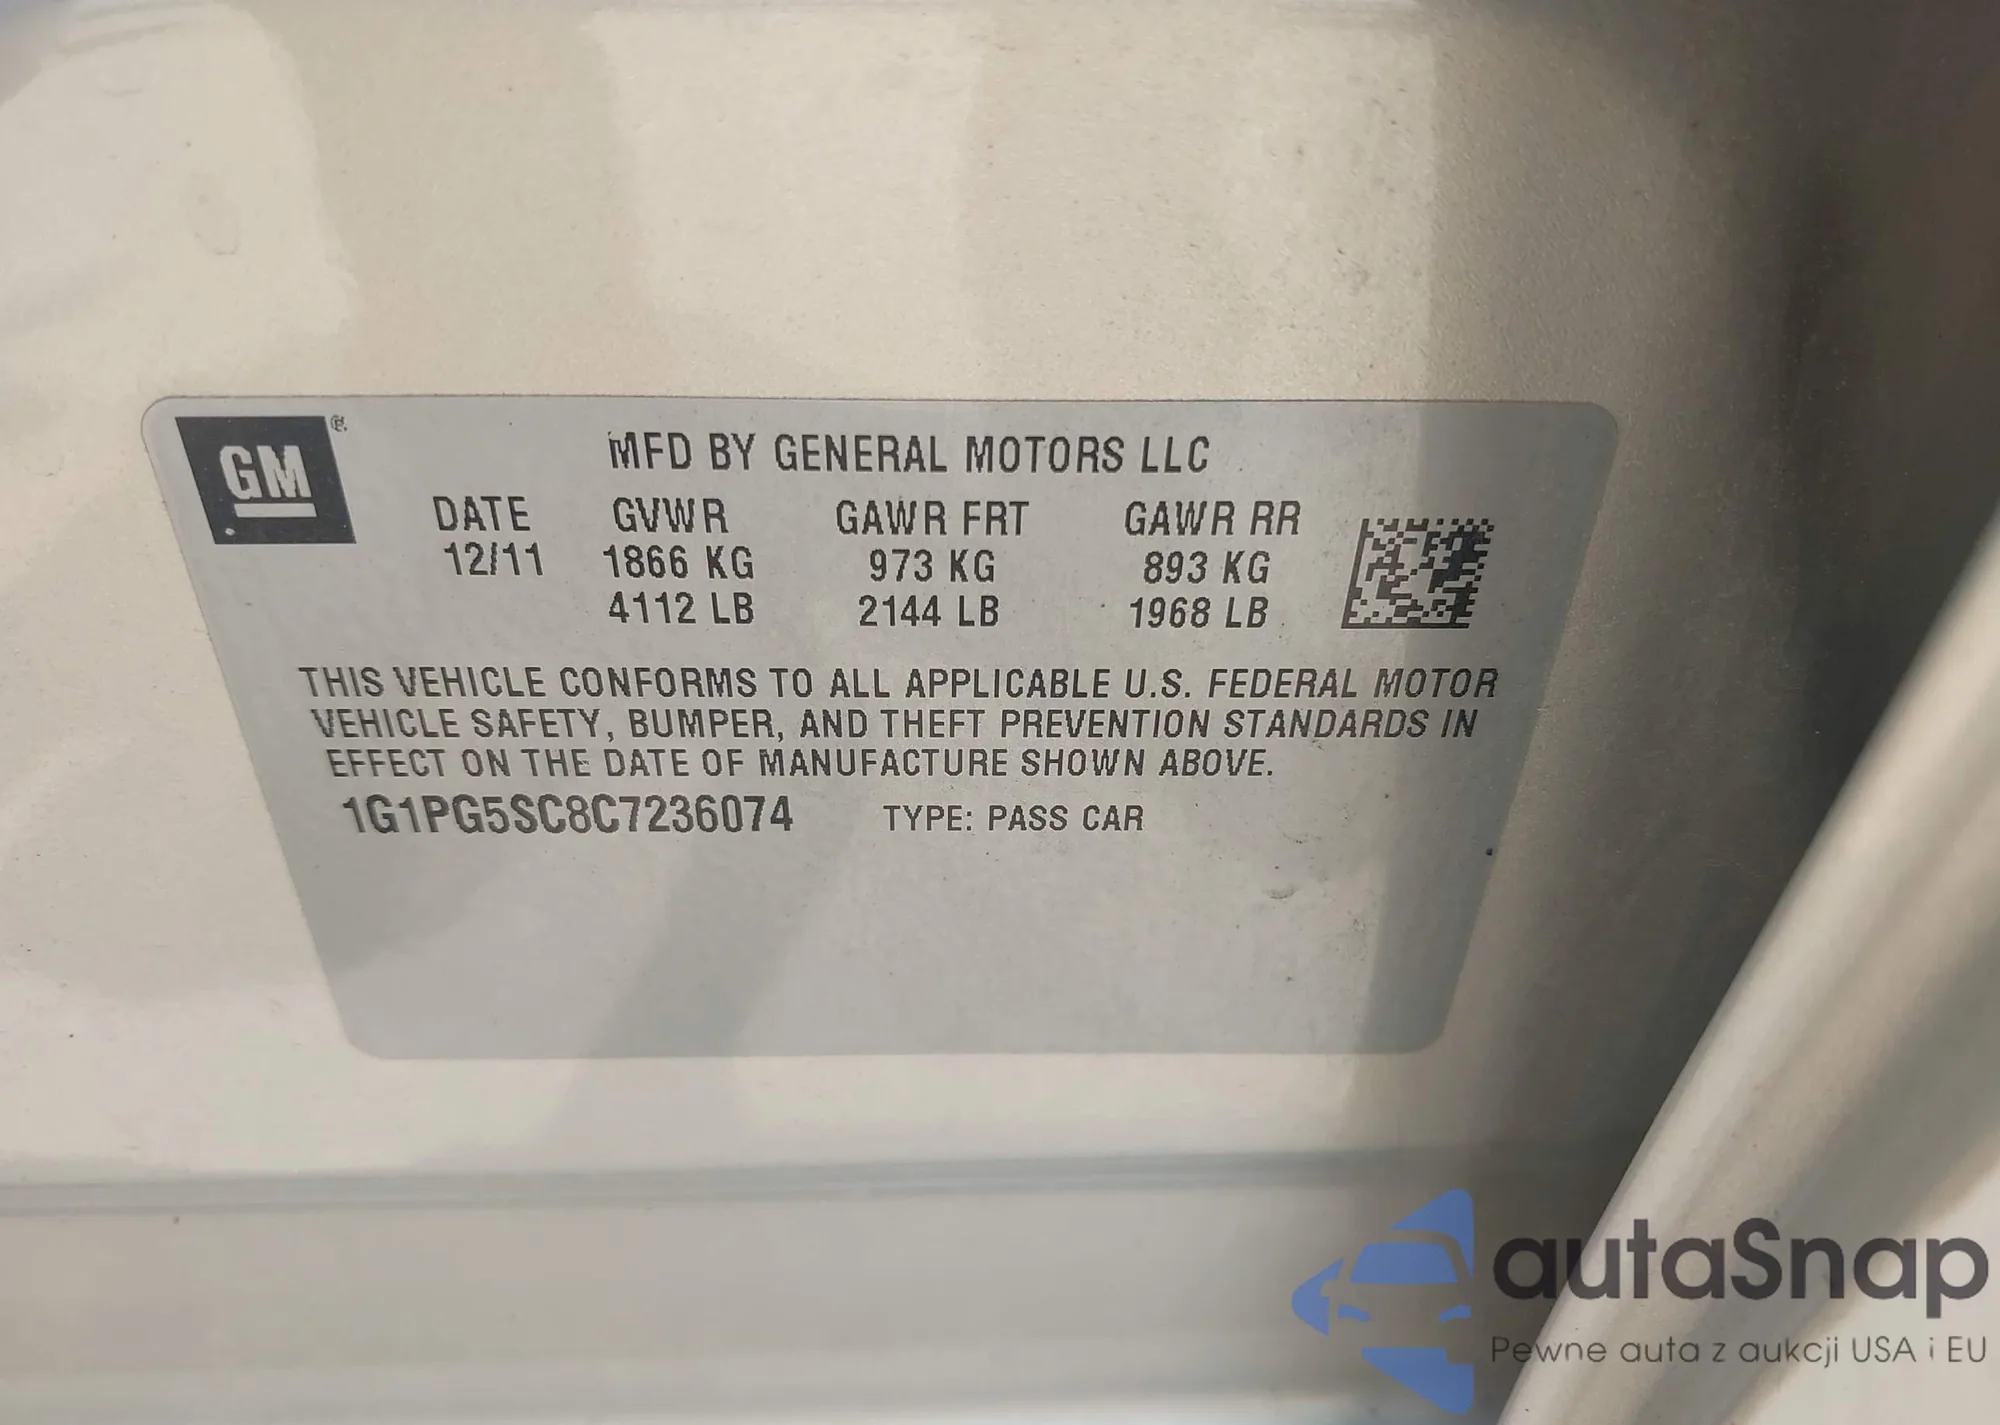 GM®
MFD BY GENERAL MOTORS LLC
DATE GVWR GAWR FRT GAWR RR
12/11 1866 KG 973 KG 893 KG
4112 LB 2144 LB 1968 LB
THIS VEHICLE CONFORMS TO ALL APPLICABLE U.S. FEDERAL MOTOR
VEHICLE SAFETY, BUMPER, AND THEFT PREVENTION STANDARDS IN
EFFECT ON THE DATE OF MANUFACTURE SHOWN ABOVE.
1G1PG5SC8C7236074 TYPE: PASS CAR
autaSnap
Pewne auta z aukcji USA i EU